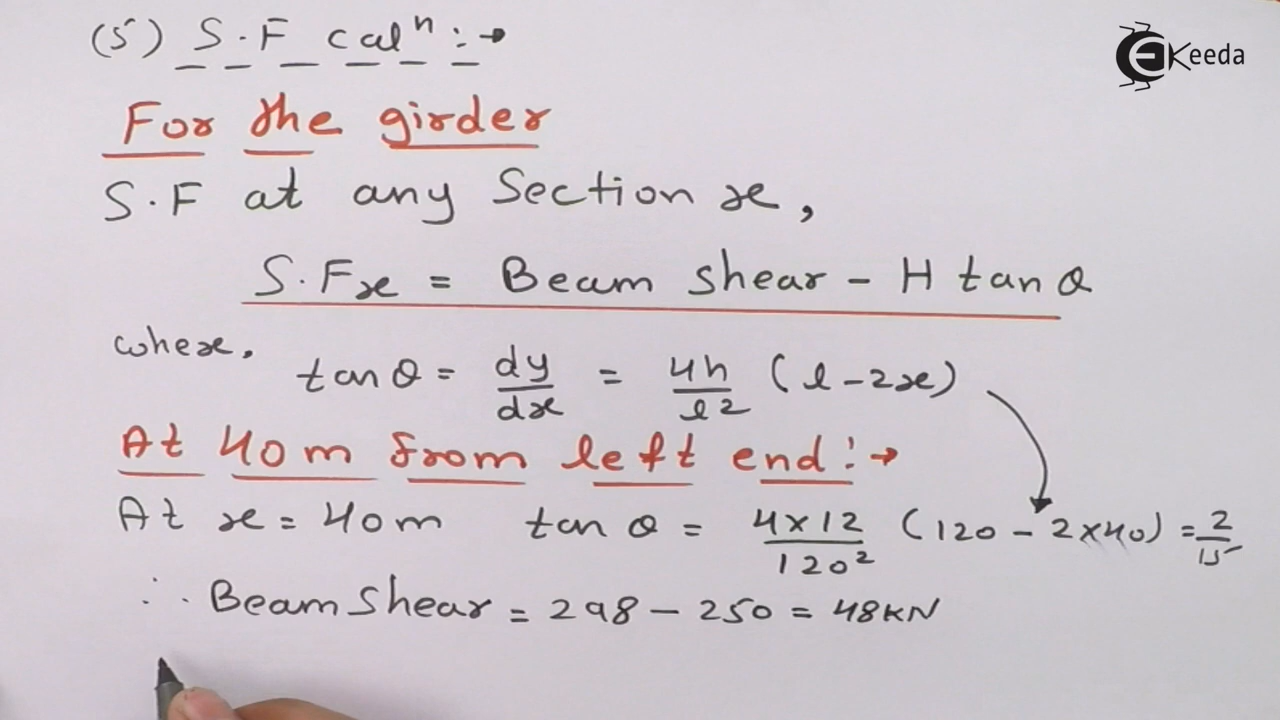 (5) S.F calⁿ :→
EKeeda
For the girder
S.F at any Section x,
S.Fx = Beam shear - H tan θ
where,
tan θ = dy/dx = 4h/l² (l - 2x)
At 40m from left end:→
At x = 40m tan θ = 4×12/120² (120 - 2×40) = 2/15
∴ Beam Shear = 298 - 250 = 48KN